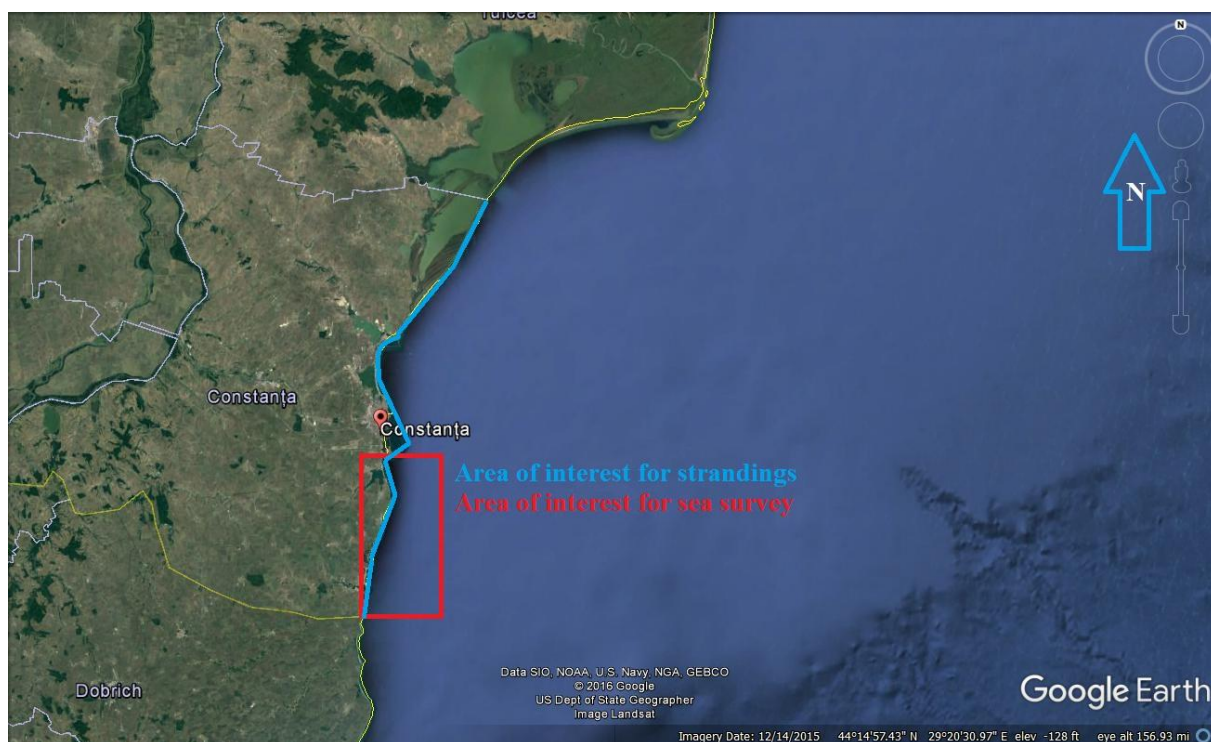 Tulcea
N
N
Constanța
Constanța
Area of interest for strandings
Area of interest for sea survey
Dobrich
Data SIO, NOAA, U.S. Navy, NGA, GEBCO
© 2016 Google
US Dept of State Geographer
Image Landsat
Google Earth
Imagery Date: 12/14/2015 44°14'57.43" N 29°20'30.97" E elev -128 ft eye alt 156.93 mi